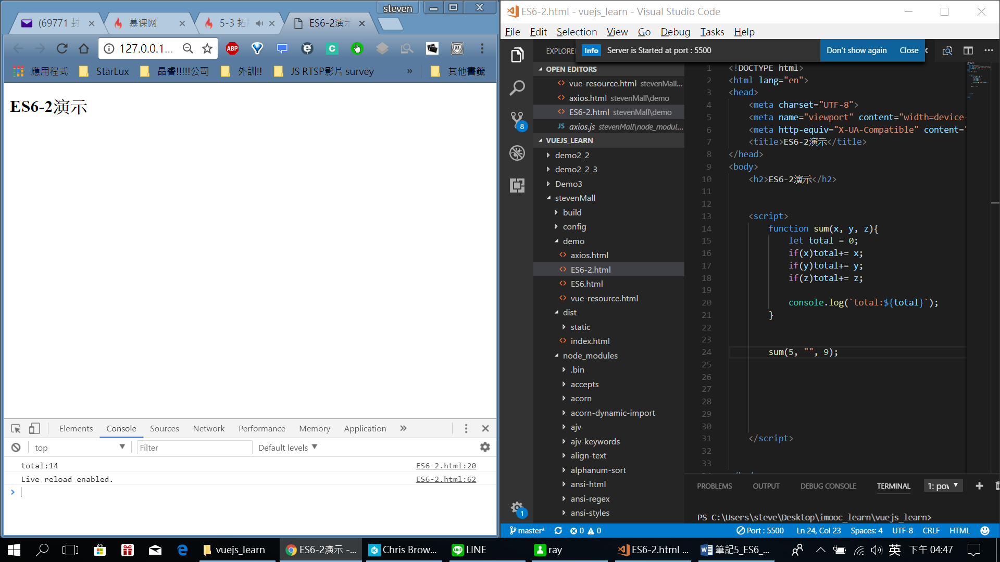 steven
(69771 封
慕课网
5-3 拓展
ES6-2演示
127.0.0.1...
ABP
應用程式
StarLux
晶睿!!!!!公司
外訓!!
JS RTSP影片 survey
»
其他書籤
ES6-2演示
Elements
Console
Sources
Network
Performance
Memory
Application
»
top
Filter
Default levels
total:14
ES6-2.html:20
Live reload enabled.
ES6-2.html:62
>
ES6-2.html - vuejs_learn - Visual Studio Code
File Edit Selection View Go Debug Tasks Help
EXPLORER
Info
Server is Started at port : 5500
Don't show again
Close
OPEN EDITORS
vue-resource.html stevenMall...
axios.html stevenMall\demo
ES6-2.html stevenMall\demo
JS axios.js stevenMall\node_modul...
8
VUEJS_LEARN
demo2_2
demo2_2_3
Demo3
stevenMall
build
config
demo
axios.html
ES6-2.html
ES6.html
vue-resource.html
dist
static
index.html
node_modules
.bin
accepts
acorn
acorn-dynamic-import
ajv
ajv-keywords
align-text
alphanum-sort
ansi-html
ansi-regex
ansi-styles
1
1 <!DOCTYPE html>
2 <html lang="en">
3 <head>
4 <meta charset="UTF-8">
5 <meta name="viewport" content="width=device-
6 <meta http-equiv="X-UA-Compatible" content="
7 <title>ES6-2演示</title>
8 </head>
9 <body>
10 <h2>ES6-2演示</h2>
11
12
13 <script>
14 function sum(x, y, z){
15 let total = 0;
16 if(x)total+= x;
17 if(y)total+= y;
18 if(z)total+= z;
19
20 console.log(`total:${total}`);
21 }
22
23
24 sum(5, "", 9);
25
26
27
28
29
30
31 </script>
32
33
PROBLEMS
OUTPUT
DEBUG CONSOLE
TERMINAL
1: pow
PS C:\Users\steve\Desktop\imooc_learn\vuejs_learn>
master*
0
0
Port : 5500
Ln 24, Col 23
Spaces: 4
UTF-8
CRLF
HTML
vuejs_learn
ES6-2演示 -...
Chris Brow...
LINE
ray
ES6-2.html ...
筆記5_ES6_...
英
下午 04:47